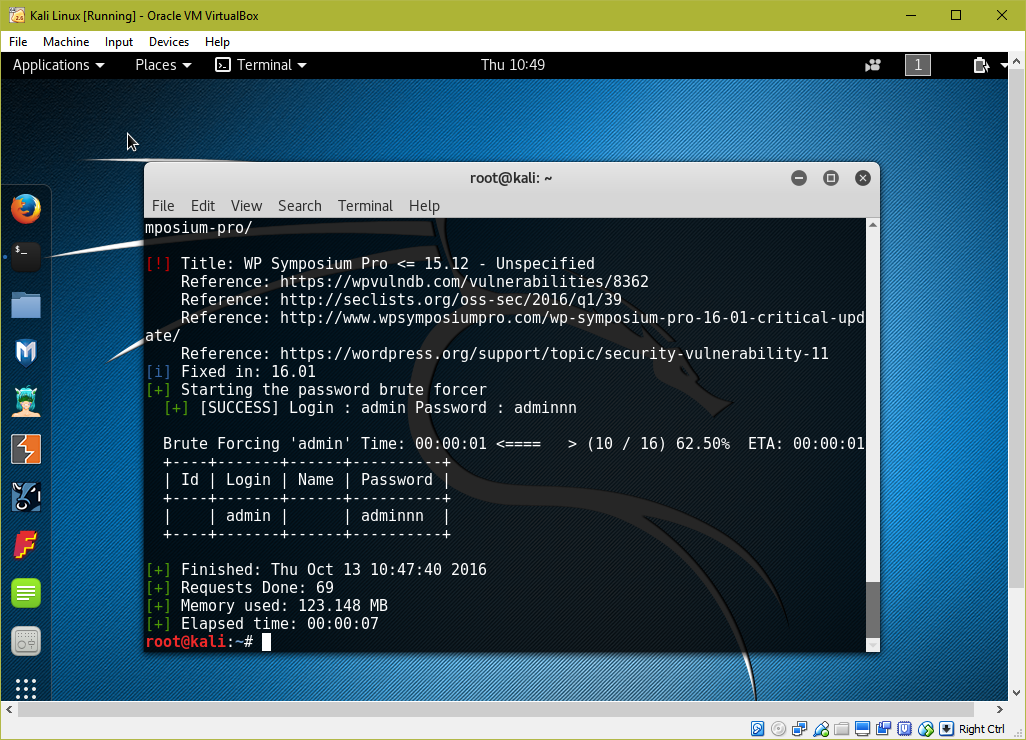 Kali Linux [Running] - Oracle VM VirtualBox
File Machine Input Devices Help
Applications Places Terminal Thu 10:49 1
root@kali: ~
File Edit View Search Terminal Help
mposium-pro/
[!] Title: WP Symposium Pro <= 15.12 - Unspecified
Reference: https://wpvulndb.com/vulnerabilities/8362
Reference: http://seclists.org/oss-sec/2016/q1/39
Reference: http://www.wpsymposiumpro.com/wp-symposium-pro-16-01-critical-upd
ate/
Reference: https://wordpress.org/support/topic/security-vulnerability-11
[i] Fixed in: 16.01
[+] Starting the password brute forcer
[+] [SUCCESS] Login : admin Password : adminnn
Brute Forcing 'admin' Time: 00:00:01 <==== > (10 / 16) 62.50% ETA: 00:00:01
+----+-------+------+----------+
| Id | Login | Name | Password |
+----+-------+------+----------+
| | admin | | adminnn |
+----+-------+------+----------+
[+] Finished: Thu Oct 13 10:47:40 2016
[+] Requests Done: 69
[+] Memory used: 123.148 MB
[+] Elapsed time: 00:00:07
root@kali:~#
Right Ctrl